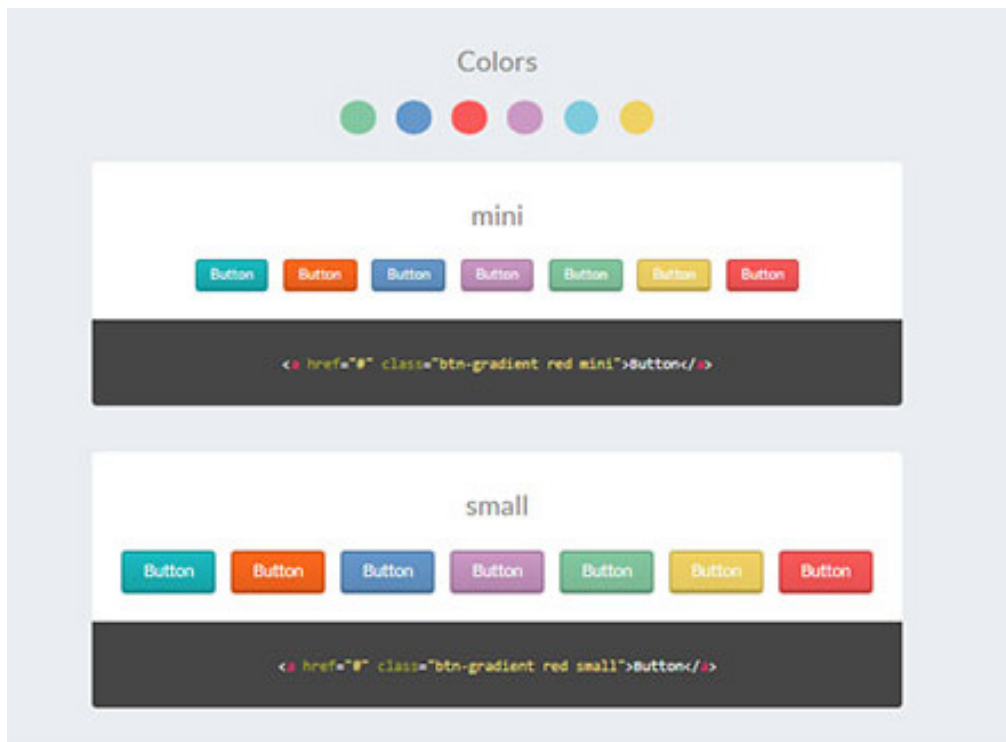 Colors
mini
Button Button Button Button Button Button Button
<a href="#" class="btn-gradient red mini">Button</a>
small
Button Button Button Button Button Button Button
<a href="#" class="btn-gradient red small">Button</a>